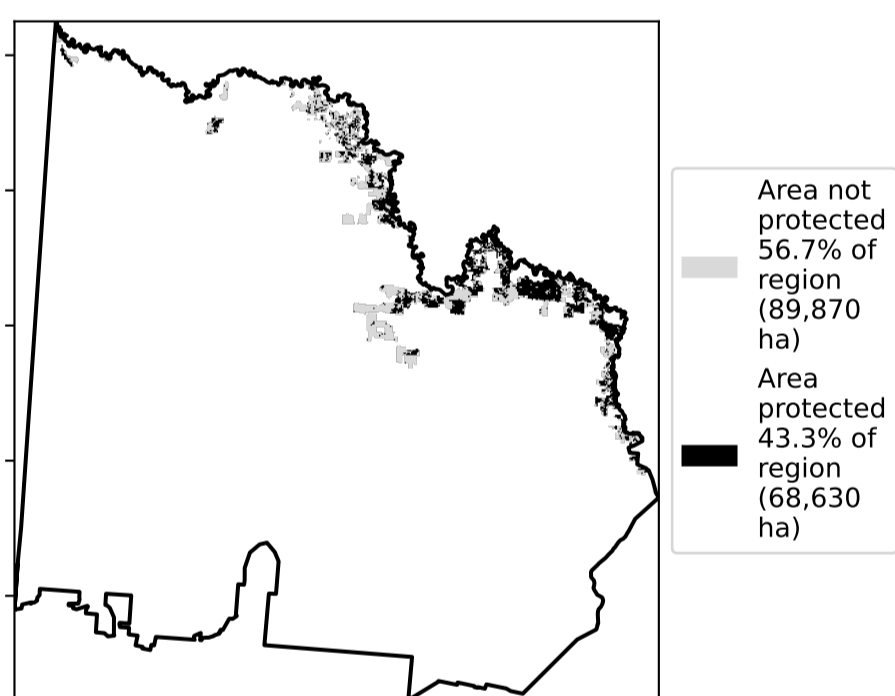 Area not
protected
56.7% of
region
(89,870
ha)
Area
protected
43.3% of
region
(68,630
ha)